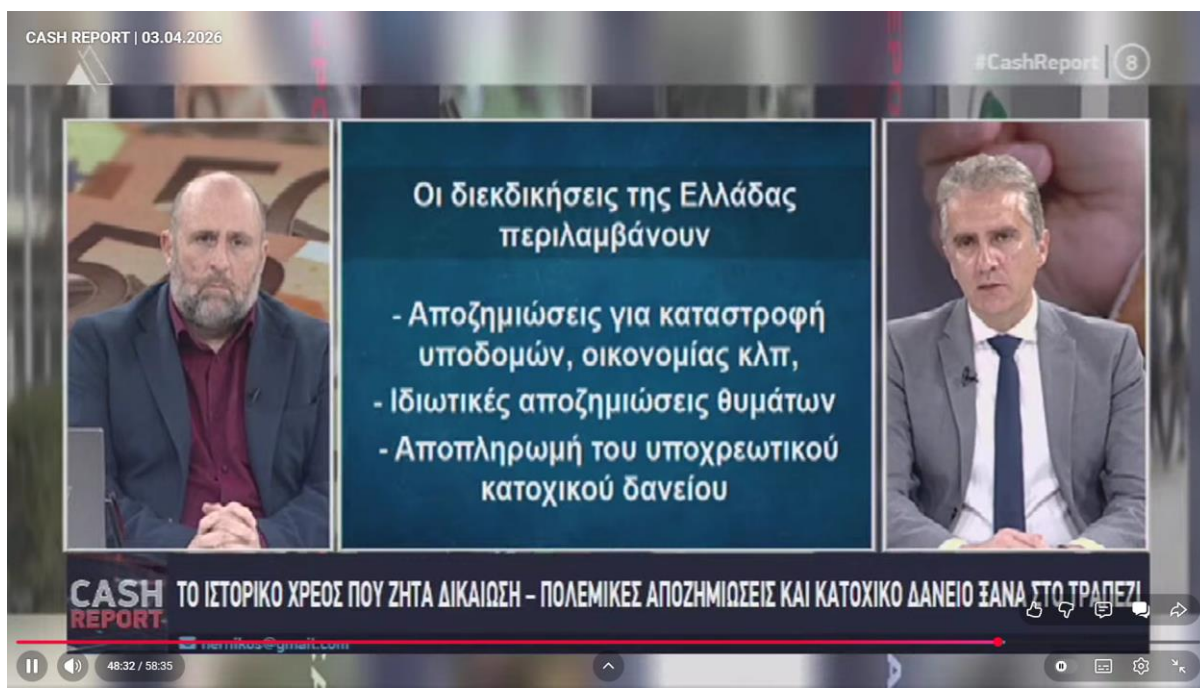 CASH REPORT | 03.04.2026
#CashReport 8
Οι διεκδικήσεις της Ελλάδας
περιλαμβάνουν
- Αποζημιώσεις για καταστροφή
υποδομών, οικονομίας κλπ,
- Ιδιωτικές αποζημιώσεις θυμάτων
- Αποπληρωμή του υποχρεωτικού
κατοχικού δανείου
CASH
REPORT
ΤΟ ΙΣΤΟΡΙΚΟ ΧΡΕΟΣ ΠΟΥ ΖΗΤΑ ΔΙΚΑΙΩΣΗ – ΠΟΛΕΜΙΚΕΣ ΑΠΟΖΗΜΙΩΣΕΙΣ ΚΑΙ ΚΑΤΟΧΙΚΟ ΔΑΝΕΙΟ ΞΑΝΑ ΣΤΟ ΤΡΑΠΕΖΙ
48:32 / 58:35